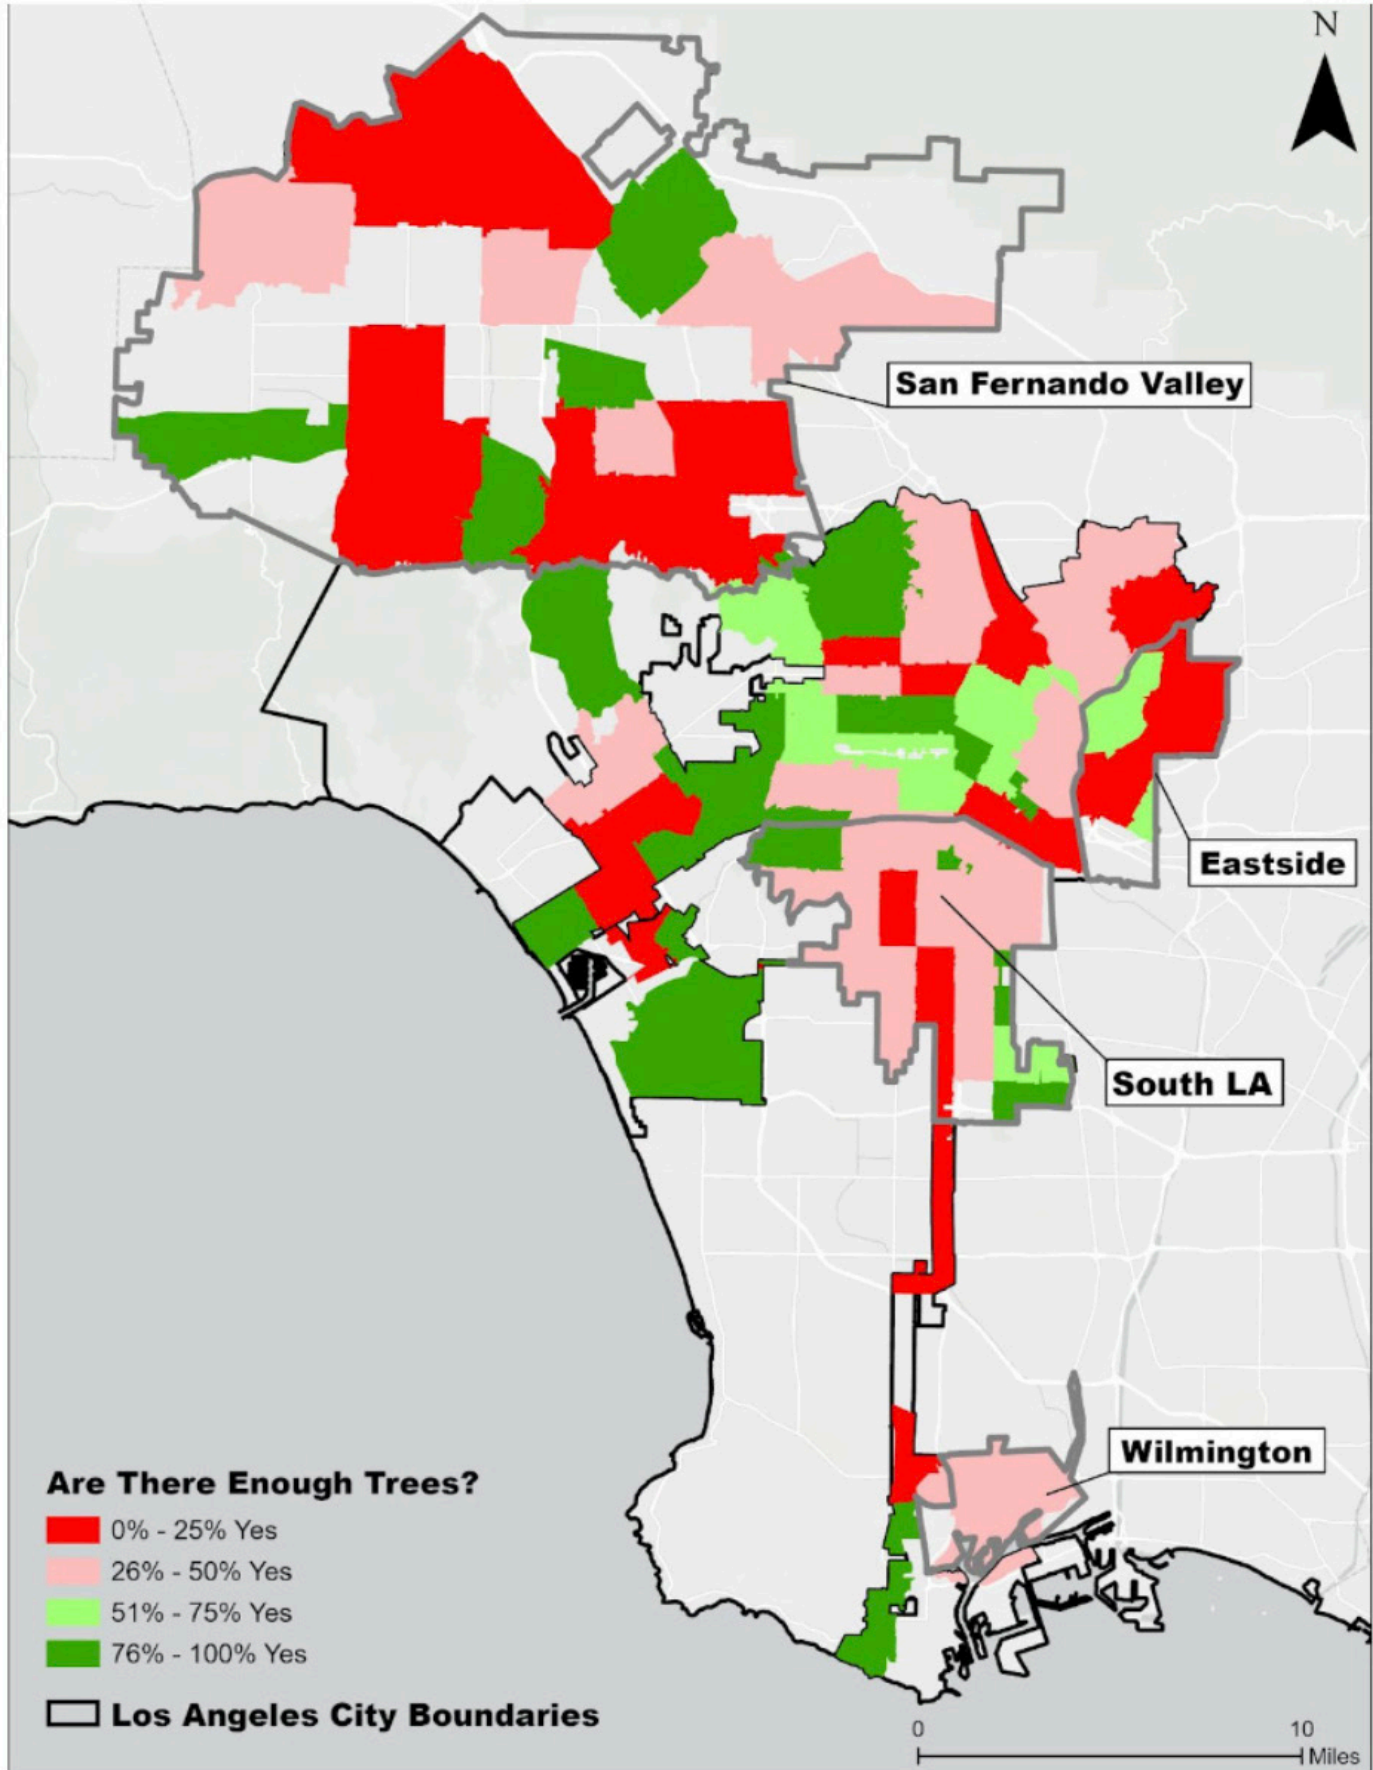 N
San Fernando Valley
Eastside
South LA
Wilmington
Are There Enough Trees?
0% - 25% Yes
26% - 50% Yes
51% - 75% Yes
76% - 100% Yes
Los Angeles City Boundaries
0 10
Miles